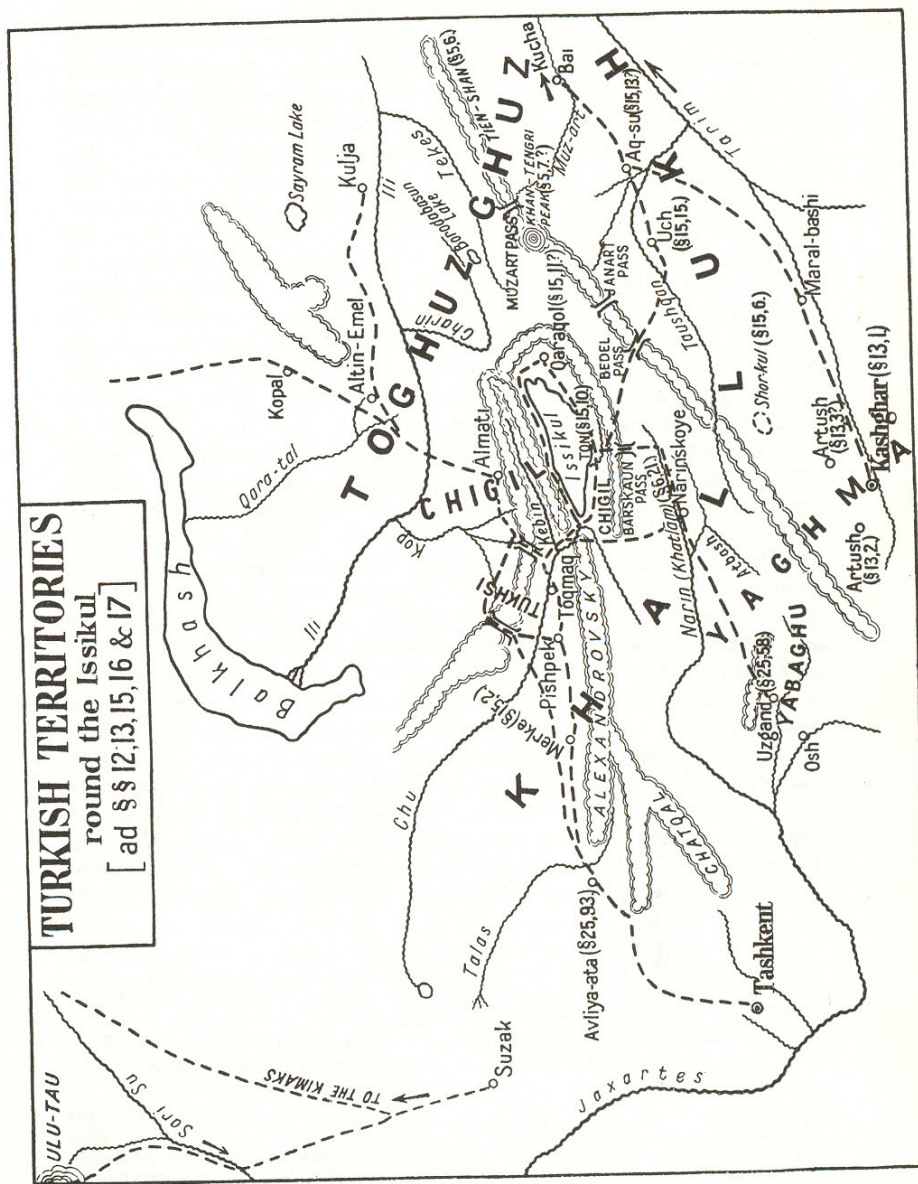 TURKISH TERRITORIES
round the Issikul
[ad §§ 12,13,15,16 & 17]
ULU-TAU
Sari Su
TO THE KIMAKS
Suzak
Balkhash
Ili
Qara-tal
Kopal
Altin-Emel
Sayram Lake
Kulja
Ili
Charin
Borogobasun
Lake
Tekes
TOGHUZ
GHUZ
TIEN-SHAN (§5,6.)
KHAN-TENGRI
PEAK (§5,7.?)
MUZART PASS
Muz-art
Kucha
Bai
Aq-su (§15,13?)
Tarim
Uch
(§15,15.)
JANART
PASS
BEDEL
PASS
Taushqan
Maral-bashi
Shor-kul (§15,6.)
KHALLUKH
Almati
CHIGIL
Kop
Kebin
Issikul
Qaraqol (§15,11?)
TON (§15,10)
CHIGIL
BARSKAUN
PASS
(§6,21)
Narinskoye
Narin (Khatlam)
Atbash
TUKHSI
Toqmaq
Pishpek
Merke (§15,2)
Chu
Talas
ALEXANDROVSKY
Avliya-ata (§25,93)
CHATQAL
Tashkent
Jaxartes
Uzgand (§25,58)
YABAGHU
Osh
YAGHMA
Artush
(§13,2.)
Artush
(§13,3?)
Kashghar (§13,1.)